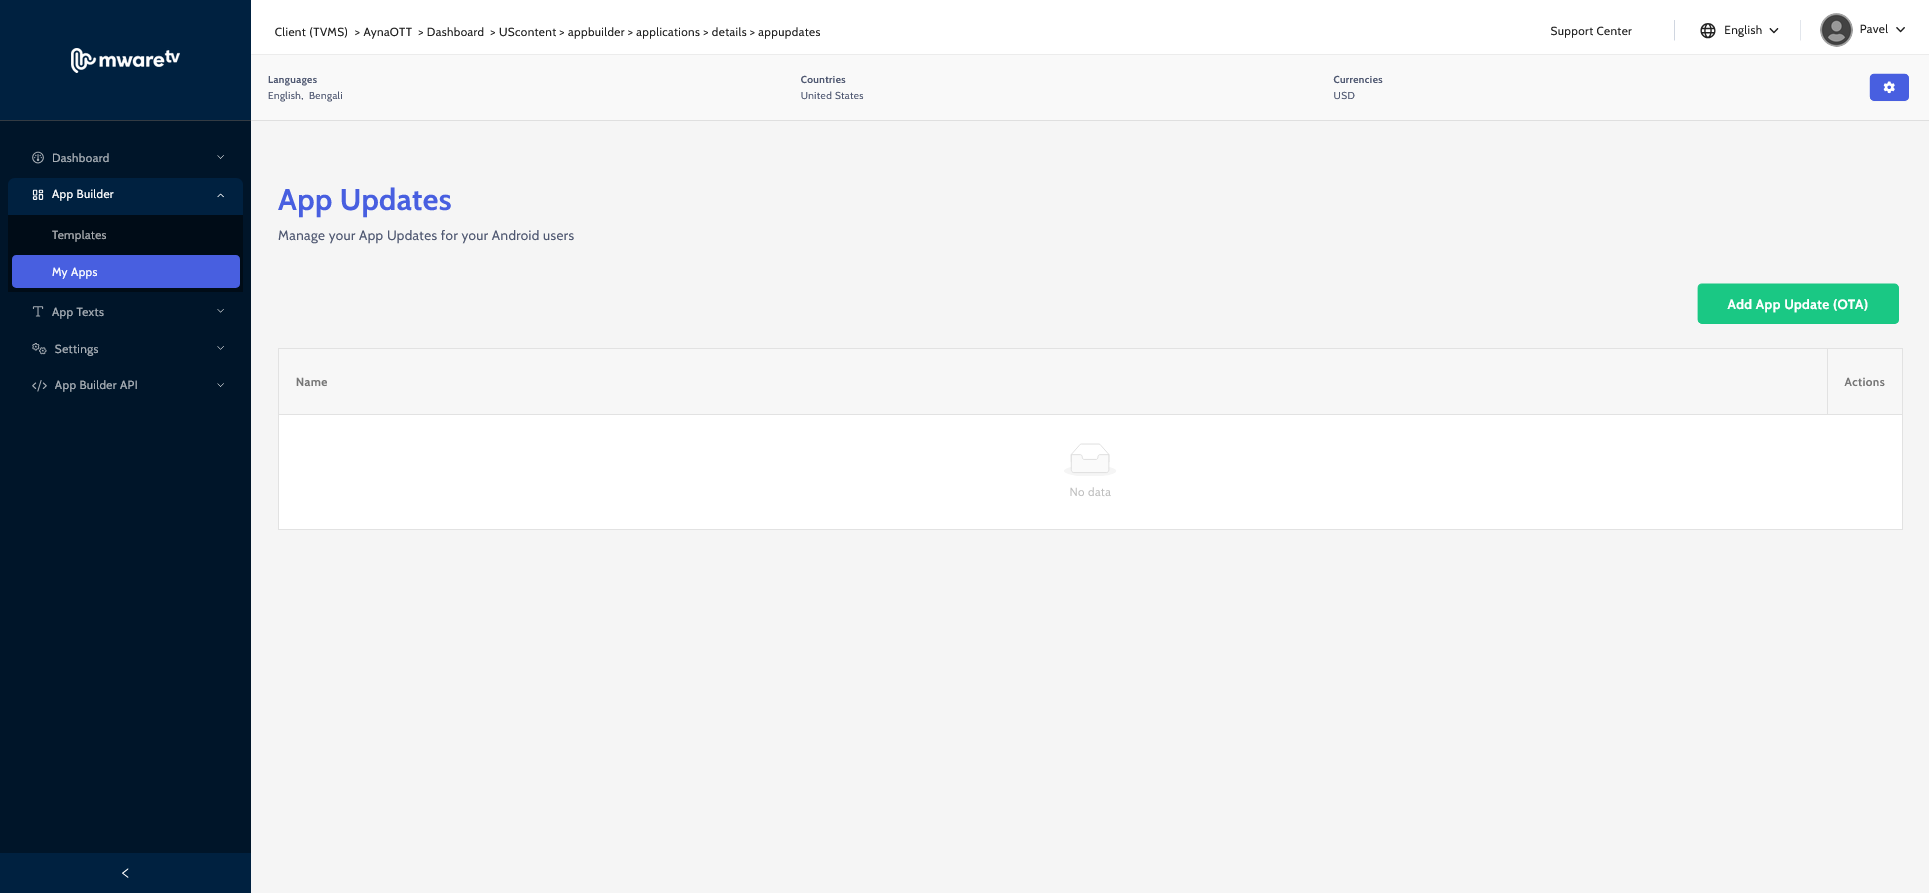 mwaretv
Client (TVMS) > AynaOTT > Dashboard > UScontent > appbuilder > applications > details > appupdates
Support Center
English
Pavel
Languages
English, Bengali
Countries
United States
Currencies
USD
Dashboard
App Builder
Templates
My Apps
App Texts
Settings
App Builder API
App Updates
Manage your App Updates for your Android users
Add App Update (OTA)
Name
Actions
No data